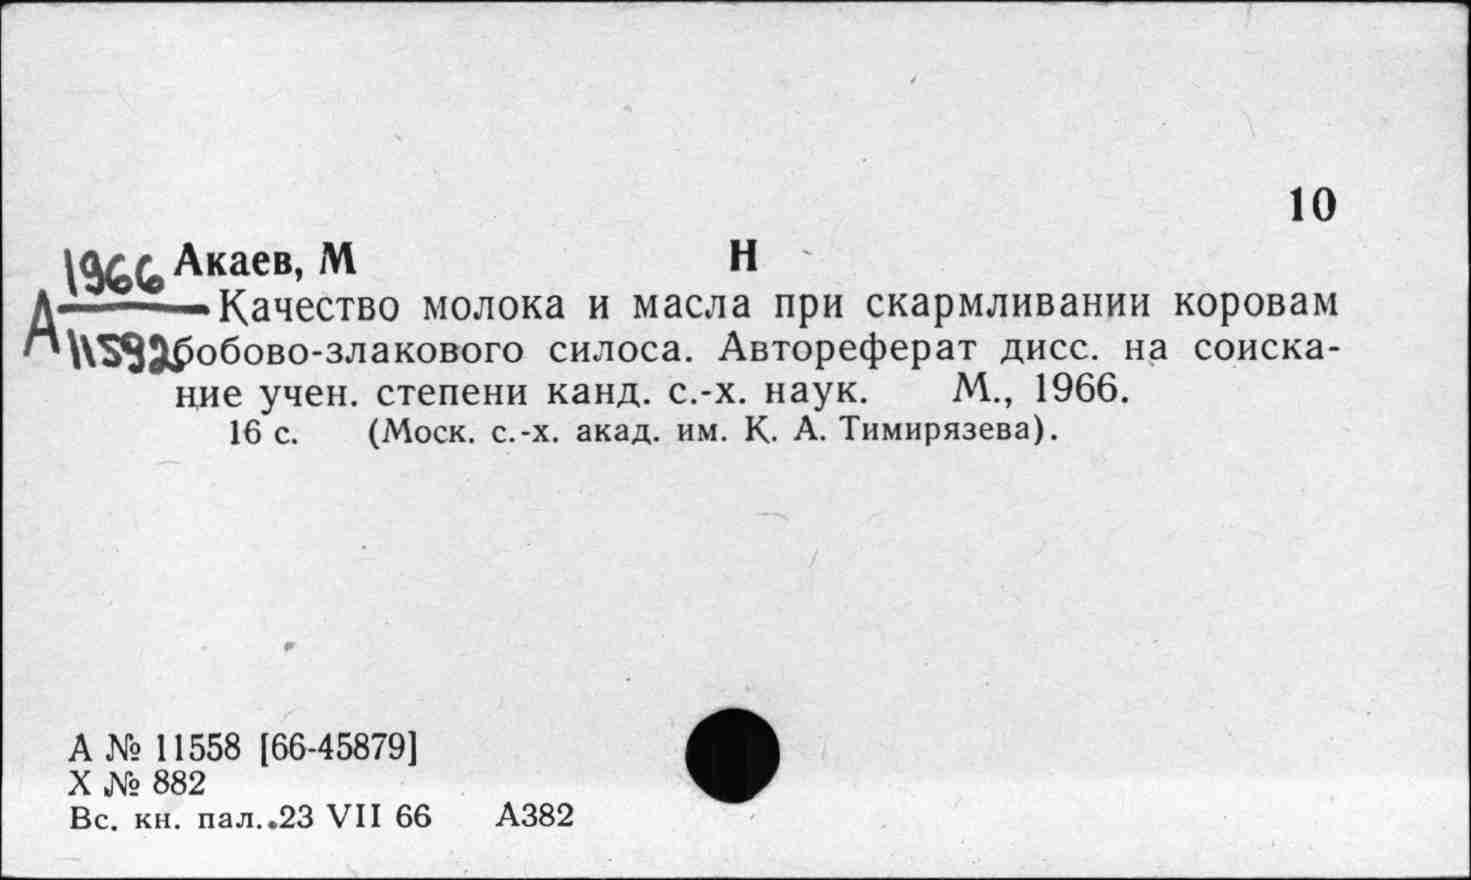 10
1966 Акаев, М Н
А Качество молока и масла при скармливании коровам
бобово-злакового силоса. Автореферат дисс. на соиска-
ние учен. степени канд. с.-х. наук. М., 1966.
16 с. (Моск. с.-х. акад. им. К. А. Тимирязева).
А № 11558 [66-45879]
Х № 882
Вс. кн. пал. 23 VII 66 А382